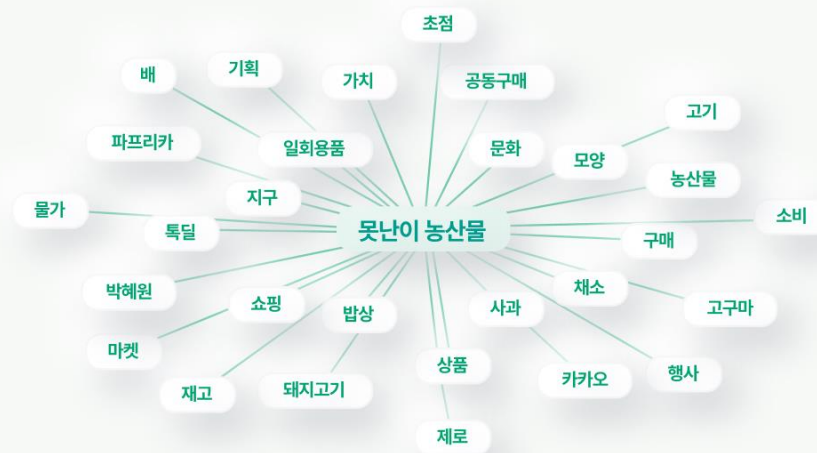 초점
배
기획
가치
공동구매
고기
파프리카
일회용품
문화
모양
농산물
지구
물가
톡딜
못난이 농산물
구매
소비
박혜원
쇼핑
밥상
사과
채소
고구마
마켓
상품
재고
돼지고기
카카오
행사
제로